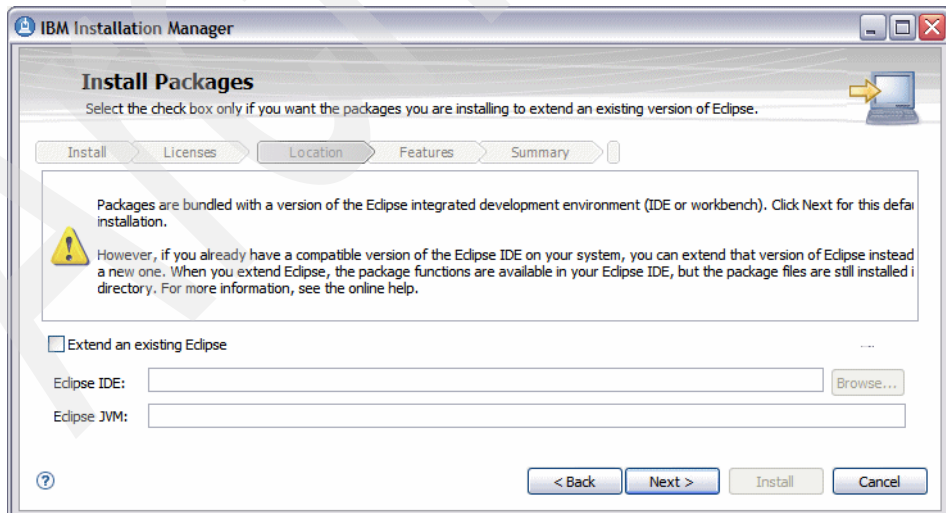 IBM Installation Manager
Install Packages
Select the check box only if you want the packages you are installing to extend an existing version of Eclipse.
Install
Licenses
Location
Features
Summary
Packages are bundled with a version of the Eclipse integrated development environment (IDE or workbench). Click Next for this defau
installation.
However, if you already have a compatible version of the Eclipse IDE on your system, you can extend that version of Eclipse instead
a new one. When you extend Eclipse, the package functions are available in your Eclipse IDE, but the package files are still installed i
directory. For more information, see the online help.
Extend an existing Eclipse
Eclipse IDE:
Browse...
Eclipse JVM:
?
< Back
Next >
Install
Cancel